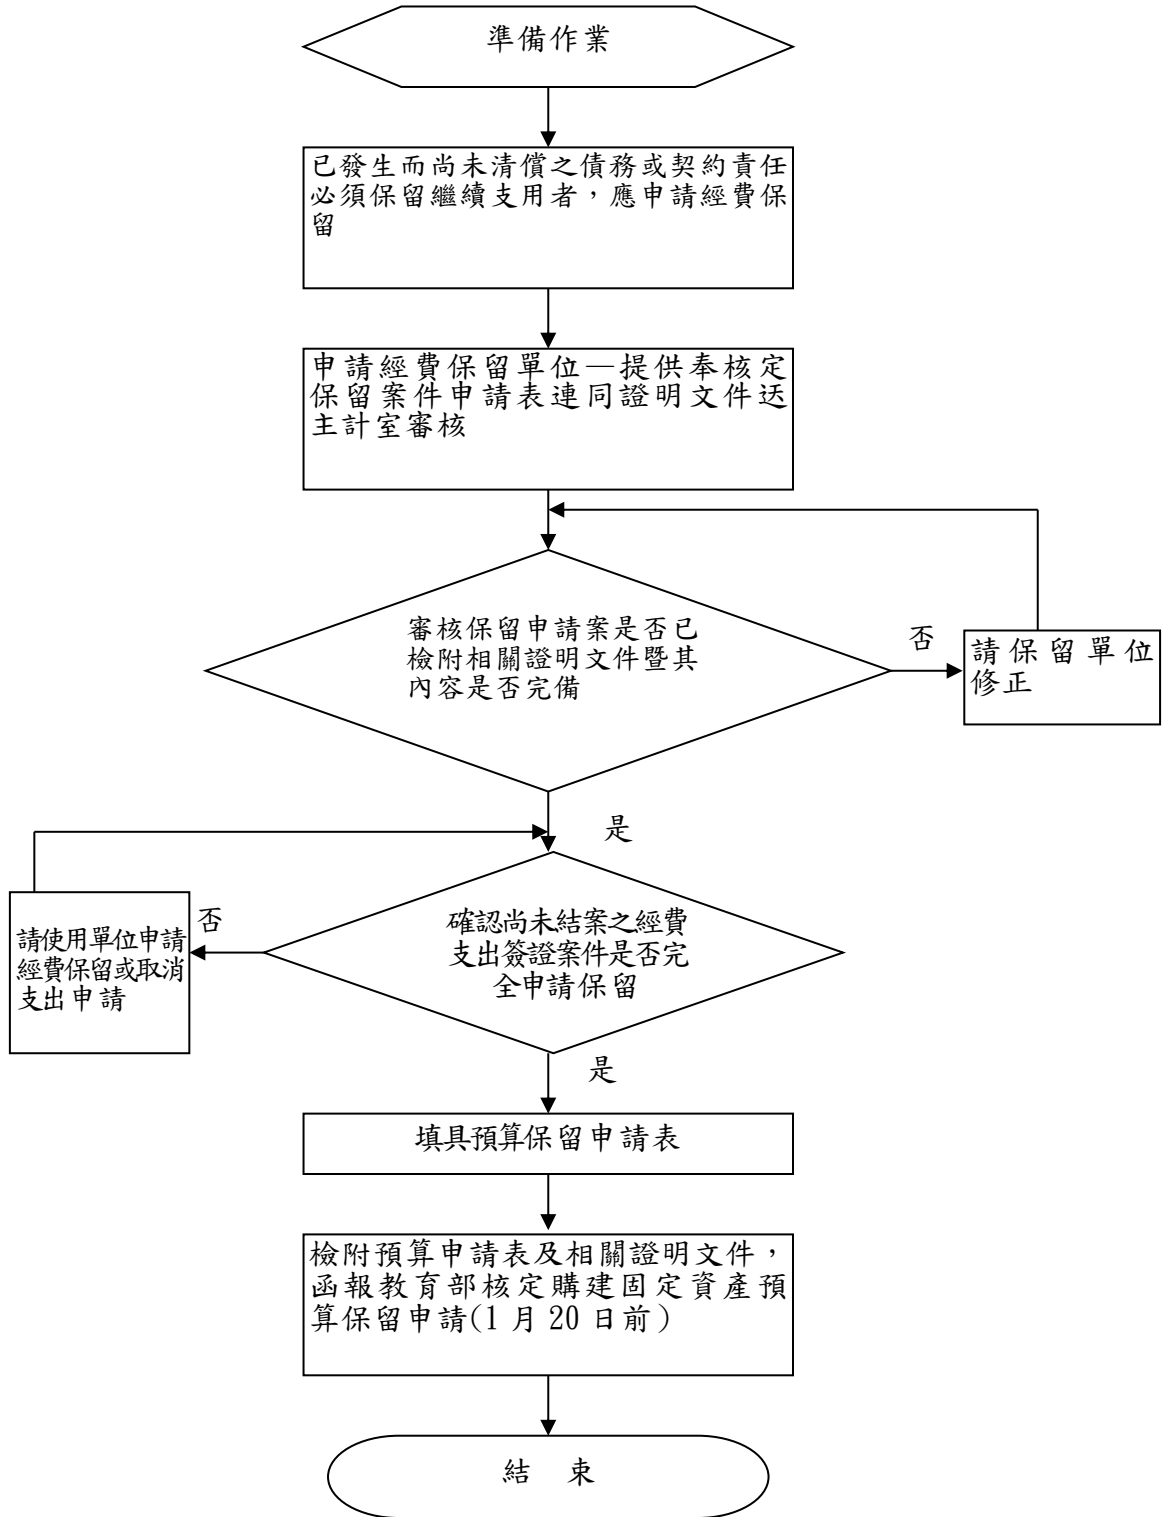 準備作業
已發生而尚未清償之債務或契約責任
必須保留繼續支用者，應申請經費保
留
申請經費保留單位—提供奉核定
保留案件申請表連同證明文件送
主計室審核
審核保留申請案是否已
檢附相關證明文件暨其
內容是否完備
否
請保留單位
修正
是
確認尚未結案之經費
支出簽證案件是否完
全申請保留
否
請使用單位申請
經費保留或取消
支出申請
是
填具預算保留申請表
檢附預算申請表及相關證明文件，
函報教育部核定購建固定資產預
算保留申請(1 月 20 日前)
結 束